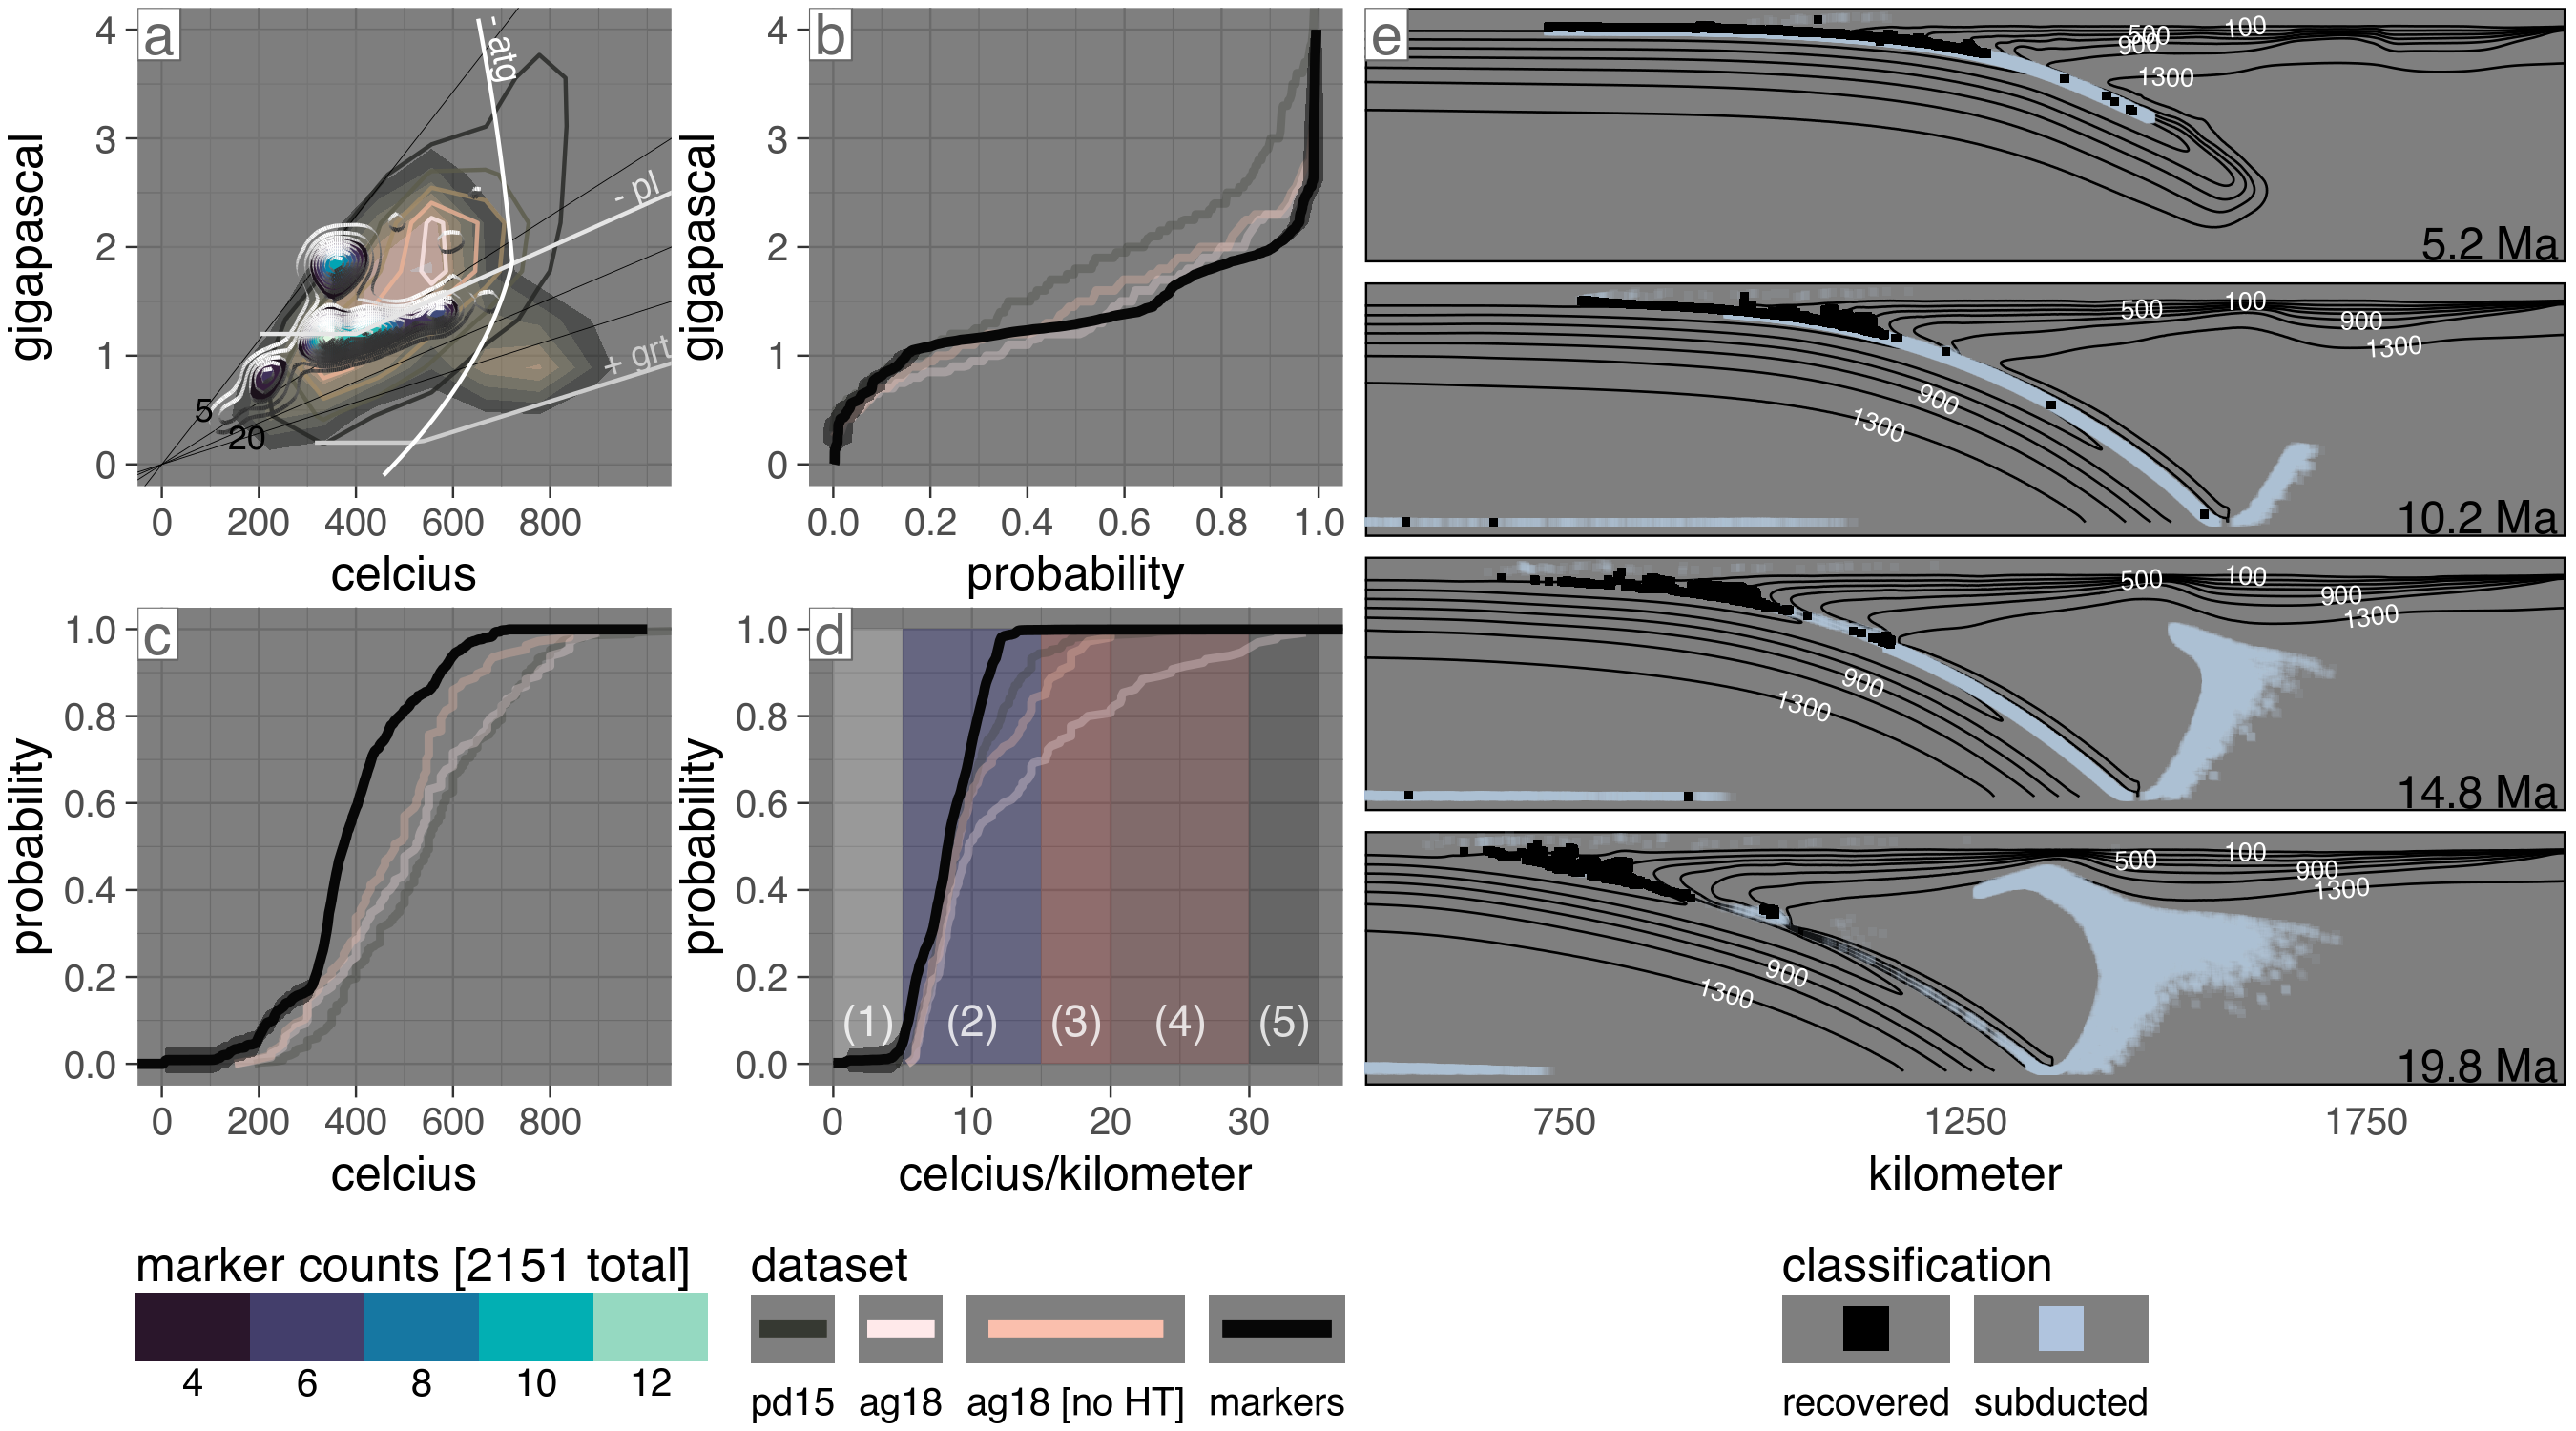 a
4
3
2
1
0
gigapascal
- atg
- pl
+ grt
5
20
0 200 400 600 800
celcius
b
4
3
2
1
0
gigapascal
0.0 0.2 0.4 0.6 0.8 1.0
probability
c
1.0
0.8
0.6
0.4
0.2
0.0
probability
0 200 400 600 800
celcius
d
1.0
0.8
0.6
0.4
0.2
0.0
probability
(1) (2) (3) (4) (5)
0 10 20 30
celcius/kilometer
e
500 100
900
1300
5.2 Ma
500 100
900
1300
900
1300
10.2 Ma
500 100
900
1300
900
1300
14.8 Ma
500 100
900
1300
900
1300
19.8 Ma
750 1250 1750
kilometer
marker counts [2151 total]
4 6 8 10 12
dataset
pd15 ag18 ag18 [no HT] markers
classification
recovered subducted